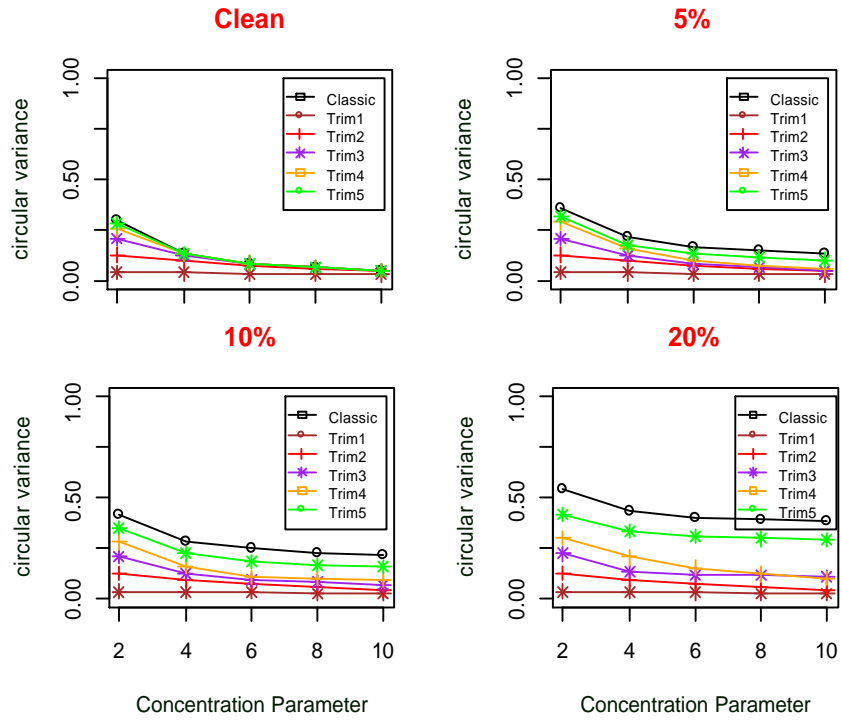 Clean
circular variance
1.00
0.50
0.00
Classic
Trim1
Trim2
Trim3
Trim4
Trim5
5%
circular variance
1.00
0.50
0.00
Classic
Trim1
Trim2
Trim3
Trim4
Trim5
10%
circular variance
1.00
0.50
0.00
Classic
Trim1
Trim2
Trim3
Trim4
Trim5
2 4 6 8 10
Concentration Parameter
20%
circular variance
1.00
0.50
0.00
Classic
Trim1
Trim2
Trim3
Trim4
Trim5
2 4 6 8 10
Concentration Parameter